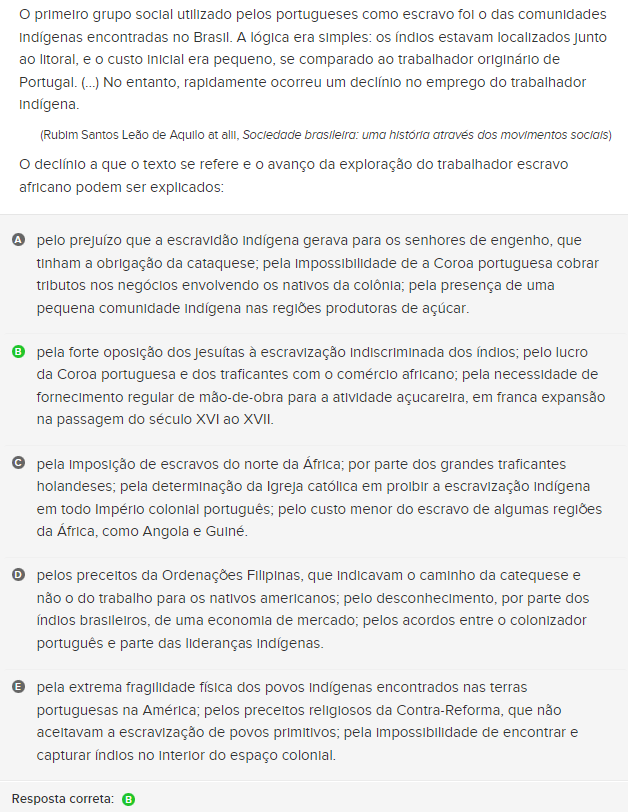 O primeiro grupo social utilizado pelos portugueses como escravo foi o das comunidades
indígenas encontradas no Brasil. A lógica era simples: os índios estavam localizados junto
ao litoral, e o custo inicial era pequeno, se comparado ao trabalhador originário de
Portugal. (...) No entanto, rapidamente ocorreu um declínio no emprego do trabalhador
indígena.
(Rubim Santos Leão de Aquilo at alii, Sociedade brasileira: uma história através dos movimentos sociais)
O declínio a que o texto se refere e o avanço da exploração do trabalhador escravo
africano podem ser explicados:
A pelo prejuízo que a escravidão indígena gerava para os senhores de engenho, que
tinham a obrigação da cataquese; pela impossibilidade de a Coroa portuguesa cobrar
tributos nos negócios envolvendo os nativos da colônia; pela presença de uma
pequena comunidade indígena nas regiões produtoras de açúcar.
B pela forte oposição dos jesuítas à escravização indiscriminada dos índios; pelo lucro
da Coroa portuguesa e dos traficantes com o comércio africano; pela necessidade de
fornecimento regular de mão-de-obra para a atividade açucareira, em franca expansão
na passagem do século XVI ao XVII.
C pela imposição de escravos do norte da África; por parte dos grandes traficantes
holandeses; pela determinação da Igreja católica em proibir a escravização indígena
em todo Império colonial português; pelo custo menor do escravo de algumas regiões
da África, como Angola e Guiné.
D pelos preceitos da Ordenações Filipinas, que indicavam o caminho da catequese e
não o do trabalho para os nativos americanos; pelo desconhecimento, por parte dos
índios brasileiros, de uma economia de mercado; pelos acordos entre o colonizador
português e parte das lideranças indígenas.
E pela extrema fragilidade física dos povos indígenas encontrados nas terras
portuguesas na América; pelos preceitos religiosos da Contra-Reforma, que não
aceitavam a escravização de povos primitivos; pela impossibilidade de encontrar e
capturar índios no interior do espaço colonial.
Resposta correta: B